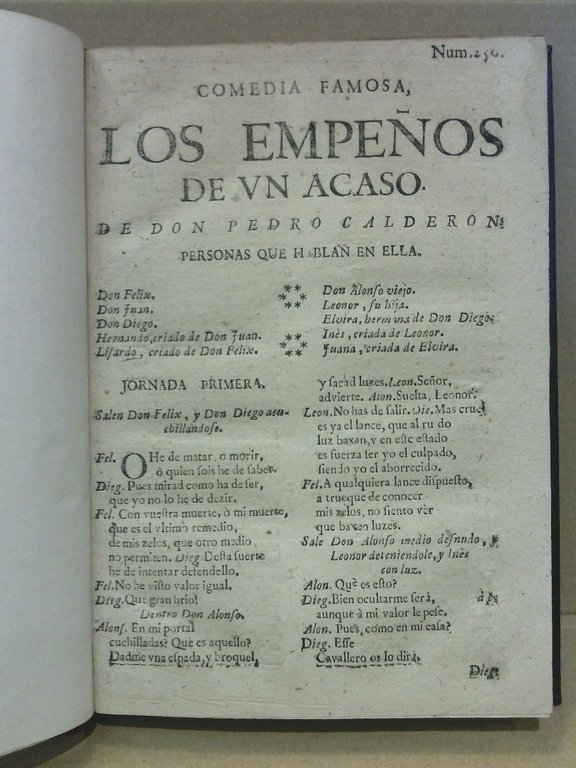 Num.250.
COMEDIA FAMOSA,
LOS EMPEÑOS
DE VN ACASO.
DE DON PEDRO CALDERON.
PERSONAS QUE HABLAN EN ELLA.
Don Felix.
Don Juan.
Don Diego.
Hernando, criado de Don Juan.
Lisardo, criado de Don Felix.
Don Alonso viejo.
Leonor, su hija.
Elvira, hermana de Don Diego.
Inès, criada de Leonor.
Juana, criada de Elvira.
JORNADA PRIMERA.
Salen Don Felix, y Don Diego acu-
chillandose.
Fel. OHe de matar, o morir,
ò quien sois he de saber.
Dieg. Pues mirad como ha de ser,
que yo no lo he de dezir.
Fel. Con vuestra muerte, ò mi muerte,
que es el vltimo remedio,
de mis zelos, que otro medio
no permiten. Dieg. Desta suerte
he de intentar defendello.
Fel. No he visto valor igual.
Dieg. Que gran brio!
Dentro Don Alonso.
Alons. En mi portal
cuchilladas? Què es aquello?
Dadme vna espada, y broquel,
y sacad luzes. Leon. Señor,
advierte. Alon. Suelta, Leonor.
Leon. No has de salir. Die. Mas cruel
es ya el lance, que al ruido
luz baxan, y en este estado
es fuerza ser yo el culpado,
siendo yo el aborrecido.
Fel. A qualquiera lance dispuesto,
à trueque de conocer
mis zelos, no siento vèr
que baxen luzes.
Sale Don Alonso medio desnudo, y
Leonor deteniendole, y Inès
con luz.
Alon. Què es esto?
Dieg. Bien ocultarme serà, àp.
aunque à mi valor le pese.
Alon. Pues, como en mi casa?
Dieg. Esse
Cavallero os lo dirà.
Dieg.